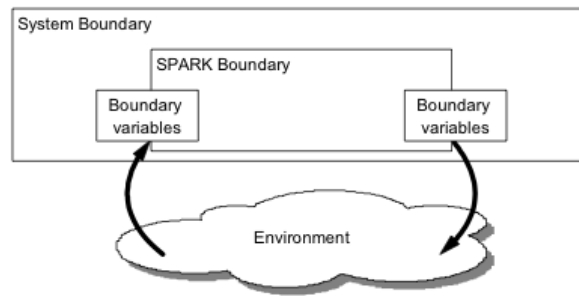 System Boundary
SPARK Boundary
Boundary
variables
Boundary
variables
Environment